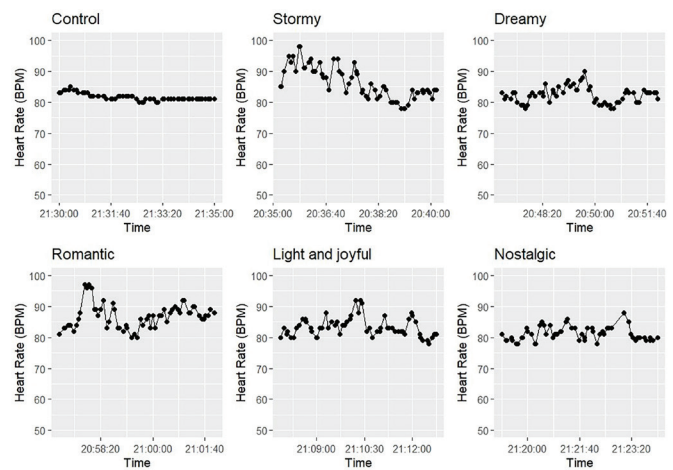 Control
Stormy
Dreamy
Heart Rate (BPM)
100
90
80
70
60
50
21:30:00 21:31:40 21:33:20 21:35:00
Time
Heart Rate (BPM)
100
90
80
70
60
50
20:35:00 20:36:40 20:38:20 20:40:00
Time
Heart Rate (BPM)
100
90
80
70
60
50
20:48:20 20:50:00 20:51:40
Time
Romantic
Light and joyful
Nostalgic
Heart Rate (BPM)
100
90
80
70
60
50
20:58:20 21:00:00 21:01:40
Time
Heart Rate (BPM)
100
90
80
70
60
50
21:09:00 21:10:30 21:12:00
Time
Heart Rate (BPM)
100
90
80
70
60
50
21:20:00 21:21:40 21:23:20
Time